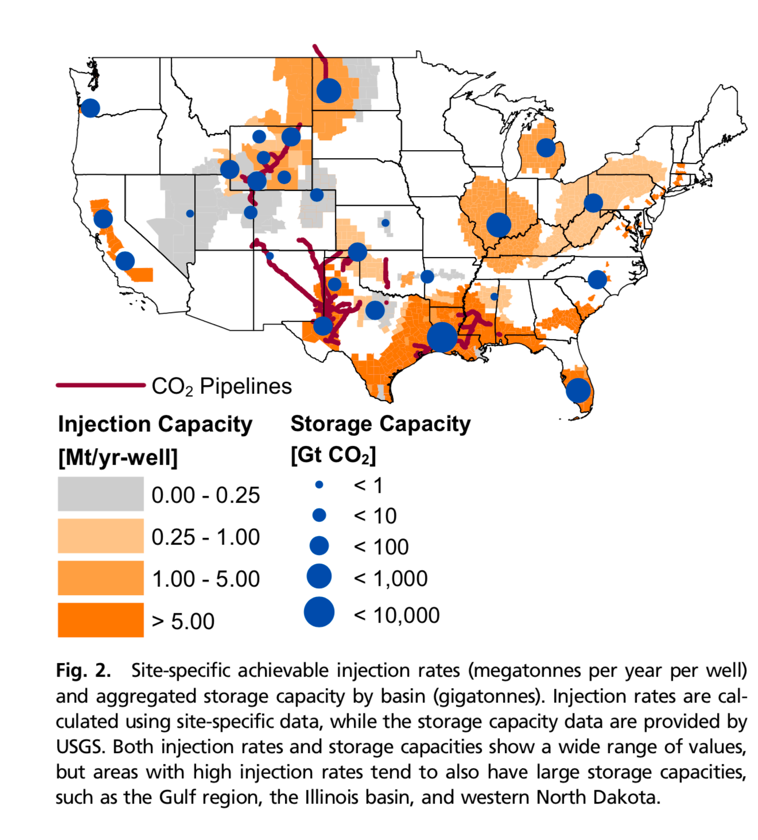 CO₂ Pipelines
Injection Capacity
[Mt/yr-well]
0.00 - 0.25
0.25 - 1.00
1.00 - 5.00
> 5.00
Storage Capacity
[Gt CO₂]
< 1
< 10
< 100
< 1,000
< 10,000
Fig. 2. Site-specific achievable injection rates (megatonnes per year per well)
and aggregated storage capacity by basin (gigatonnes). Injection rates are cal-
culated using site-specific data, while the storage capacity data are provided by
USGS. Both injection rates and storage capacities show a wide range of values,
but areas with high injection rates tend to also have large storage capacities,
such as the Gulf region, the Illinois basin, and western North Dakota.